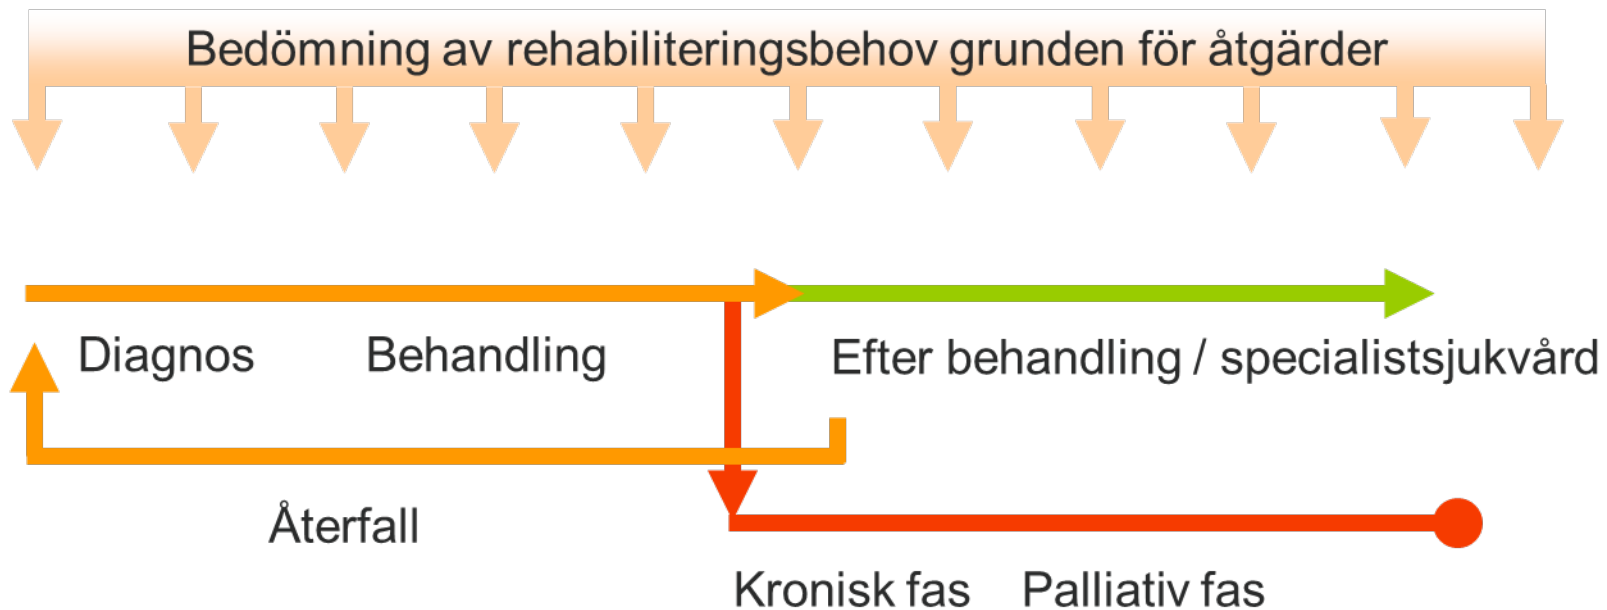 Bedömning av rehabiliteringsbehov grunden för åtgärder
Diagnos
Behandling
Efter behandling / specialistsjukvård
Återfall
Kronisk fas
Palliativ fas